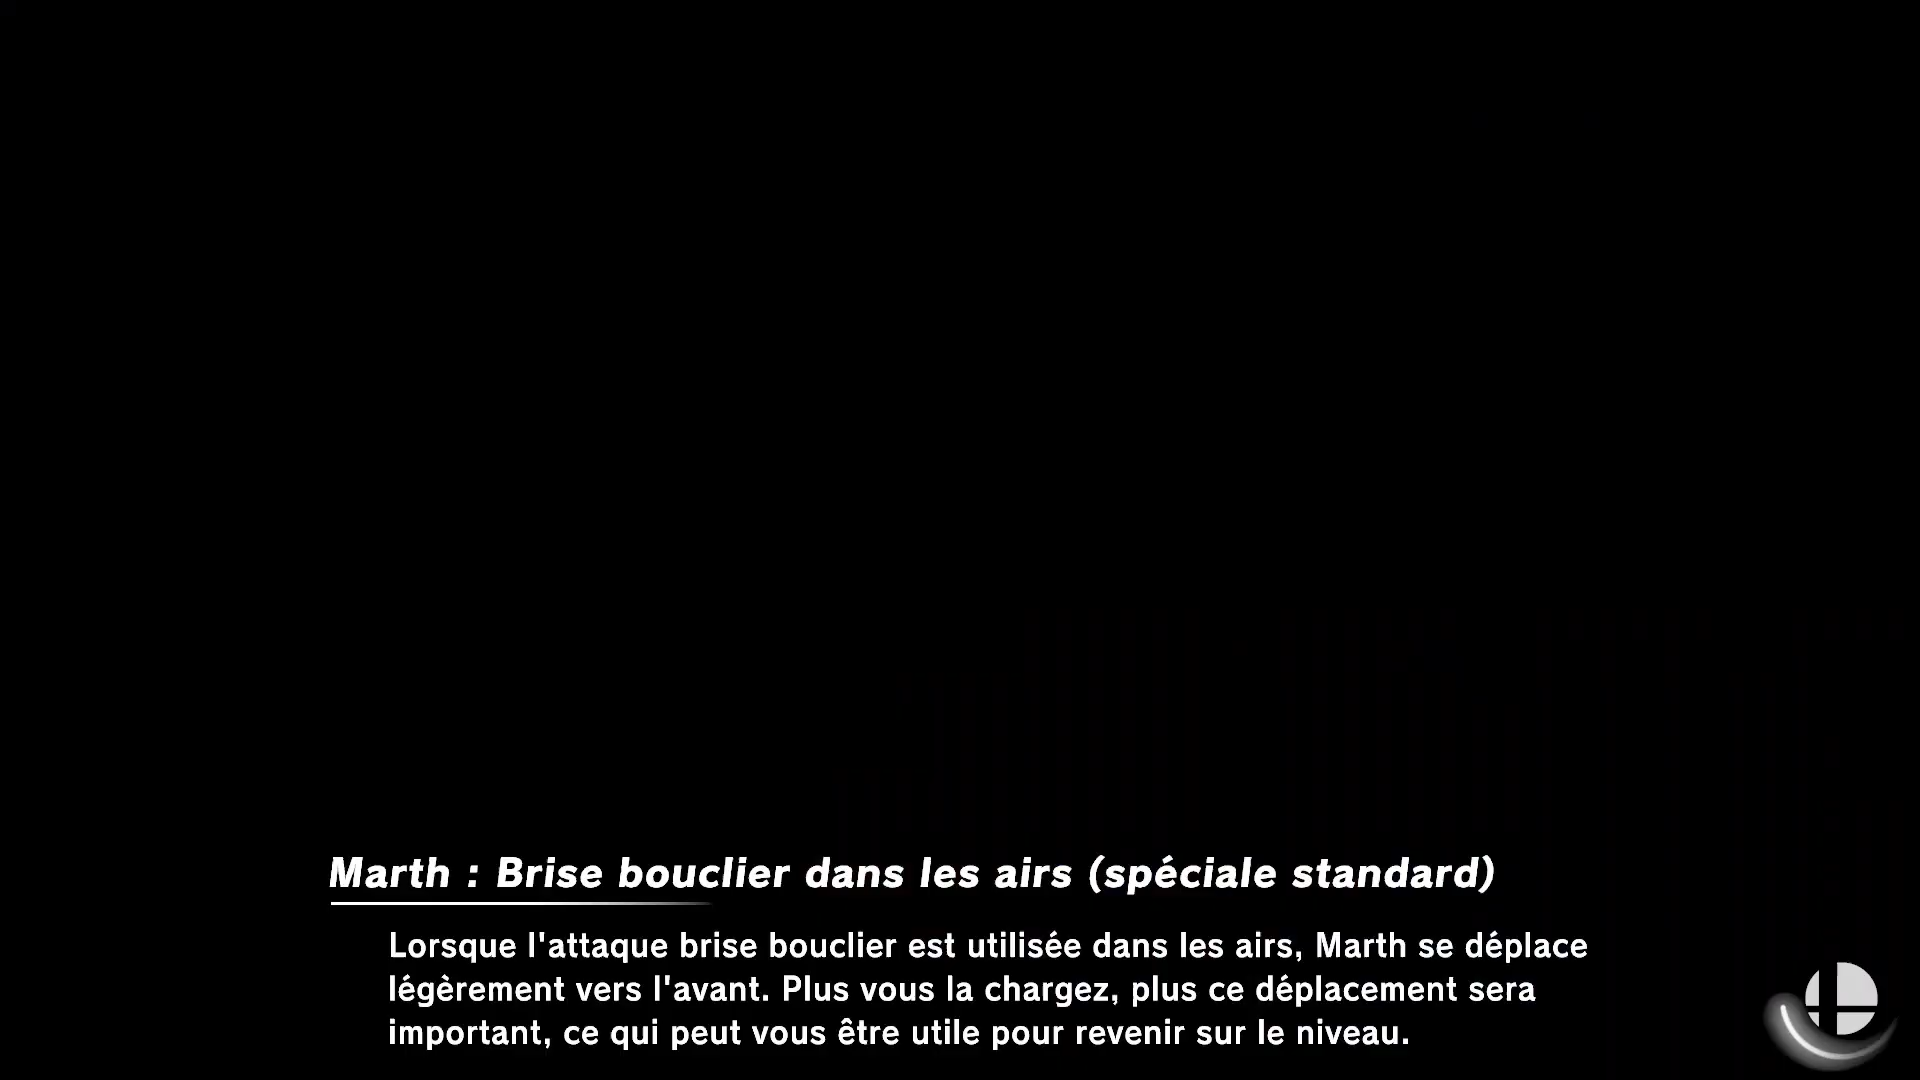 Marth : Brise bouclier dans les airs (spéciale standard)
Lorsque l'attaque brise bouclier est utilisée dans les airs, Marth se déplace
légèrement vers l'avant. Plus vous la chargez, plus ce déplacement sera
important, ce qui peut vous être utile pour revenir sur le niveau.